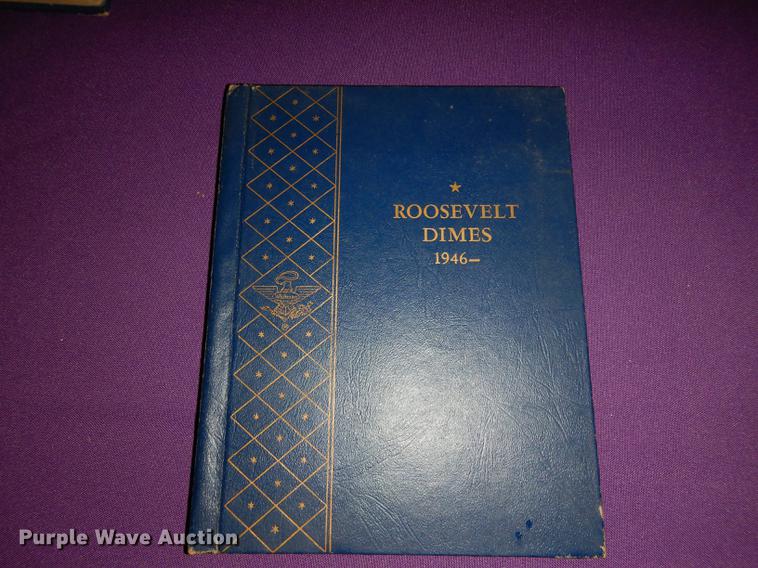 ★
ROOSEVELT
DIMES
1946—
Purple Wave Auction